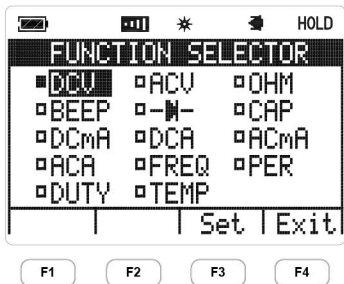 HOLD
FUNCTION SELECTOR
DCV ACV OHM
BEEP CAP
DCmA DCA ACmA
ACA FREQ PER
DUTY TEMP
Set Exit
F1 F2 F3 F4